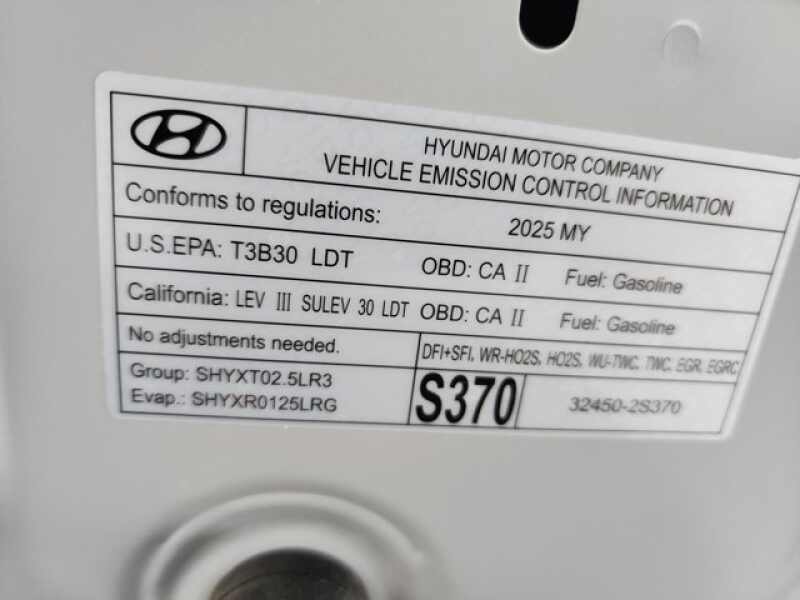 HYUNDAI MOTOR COMPANY
VEHICLE EMISSION CONTROL INFORMATION
Conforms to regulations: 2025 MY
U.S.EPA: T3B30 LDT OBD: CA II Fuel: Gasoline
California: LEV III SULEV 30 LDT OBD: CA II Fuel: Gasoline
No adjustments needed. DFI+SFI, WR-HO2S, HO2S, WU-TWC, TWC, EGR, EGRC
Group: SHYXT02.5LR3
Evap.: SHYXR0125LRG
S370 32450-2S370